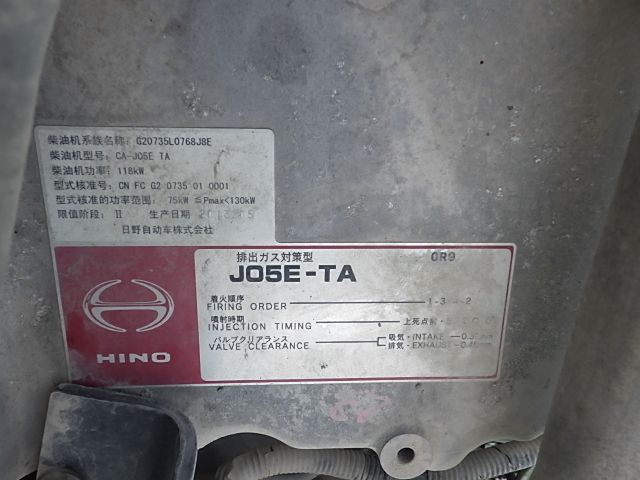 柴油机系族名称: G20735L0768J8E
柴油机型号: CA-J05E TA
柴油机功率: 118kW
型式核准号: CN FC G2 0735 01 0001
型式核准的功率范围: 75kW ≦Pmax<130kW
限值阶段: Ⅱ 生产日期
日野自动车株式会社
排出ガス対策型 OR9
J05E-TA
着火順序
FIRING ORDER 1-3 -2
噴射時期
INJECTION TIMING 上死点前
バルブクリアランス 吸気・INTAKE
VALVE CLEARANCE 排気・EXHAUST
HINO